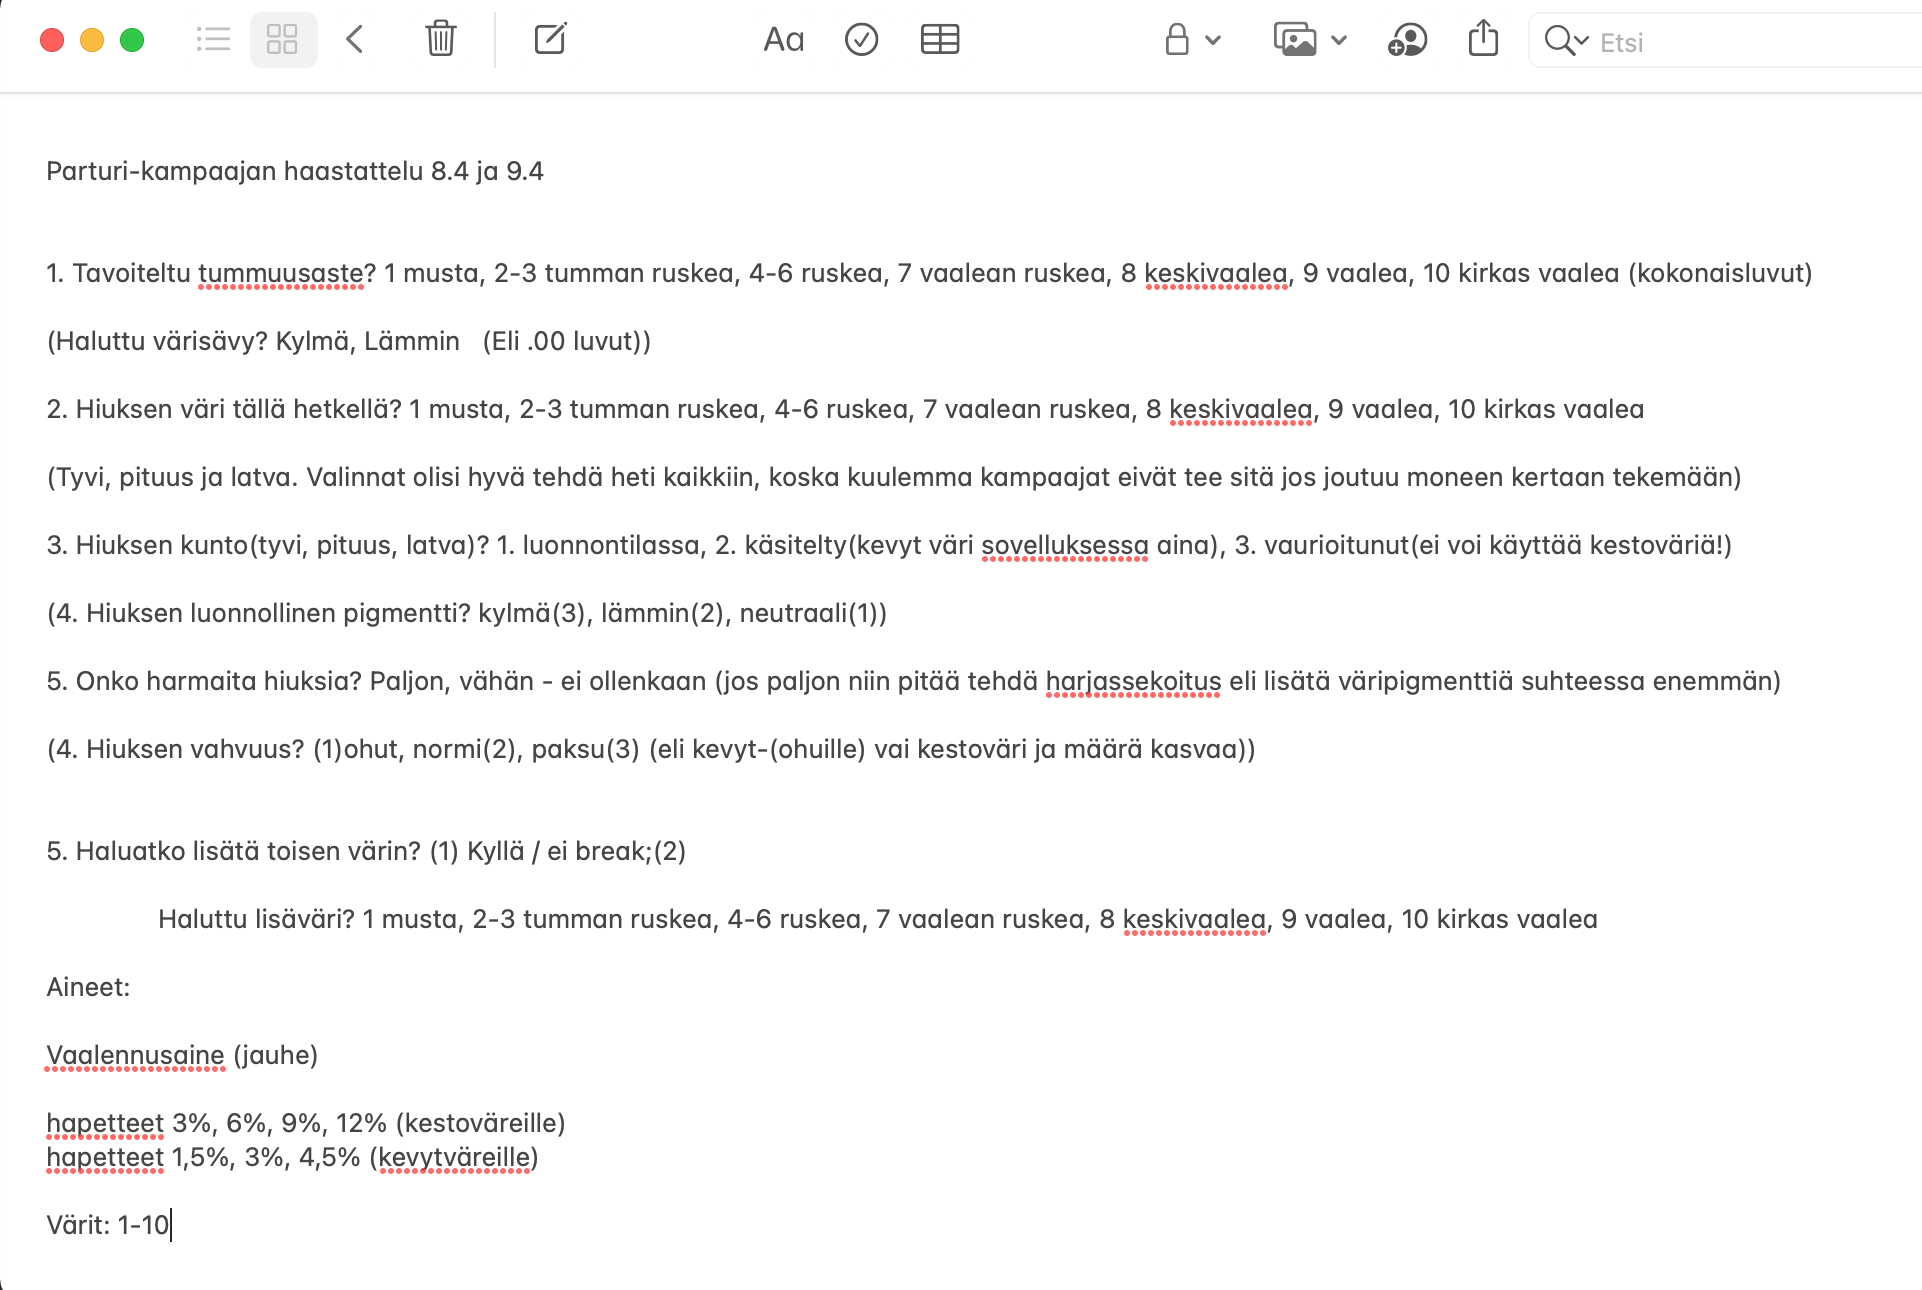 Aa
Etsi
Parturi-kampaajan haastattelu 8.4 ja 9.4
1. Tavoiteltu tummuusaste? 1 musta, 2-3 tumman ruskea, 4-6 ruskea, 7 vaalean ruskea, 8 keskivaalea, 9 vaalea, 10 kirkas vaalea (kokonaisluvut)
(Haluttu värisävy? Kylmä, Lämmin (Eli .00 luvut))
2. Hiuksen väri tällä hetkellä? 1 musta, 2-3 tumman ruskea, 4-6 ruskea, 7 vaalean ruskea, 8 keskivaalea, 9 vaalea, 10 kirkas vaalea
(Tyvi, pituus ja latva. Valinnat olisi hyvä tehdä heti kaikkiin, koska kuulemma kampaajat eivät tee sitä jos joutuu moneen kertaan tekemään)
3. Hiuksen kunto(tyvi, pituus, latva)? 1. luonnontilassa, 2. käsitelty(kevyt väri sovelluksessa aina), 3. vaurioitunut(ei voi käyttää kestoväriä!)
(4. Hiuksen luonnollinen pigmentti? kylmä(3), lämmin(2), neutraali(1))
5. Onko harmaita hiuksia? Paljon, vähän - ei ollenkaan (jos paljon niin pitää tehdä harjassekoitus eli lisätä väripigmenttiä suhteessa enemmän)
(4. Hiuksen vahvuus? (1)ohut, normi(2), paksu(3) (eli kevyt-(ohuille) vai kestoväri ja määrä kasvaa))
5. Haluatko lisätä toisen värin? (1) Kyllä / ei break;(2)
Haluttu lisäväri? 1 musta, 2-3 tumman ruskea, 4-6 ruskea, 7 vaalean ruskea, 8 keskivaalea, 9 vaalea, 10 kirkas vaalea
Aineet:
Vaalennusaine (jauhe)
hapetteet 3%, 6%, 9%, 12% (kestoväreille)
hapetteet 1,5%, 3%, 4,5% (kevytväreille)
Värit: 1-10